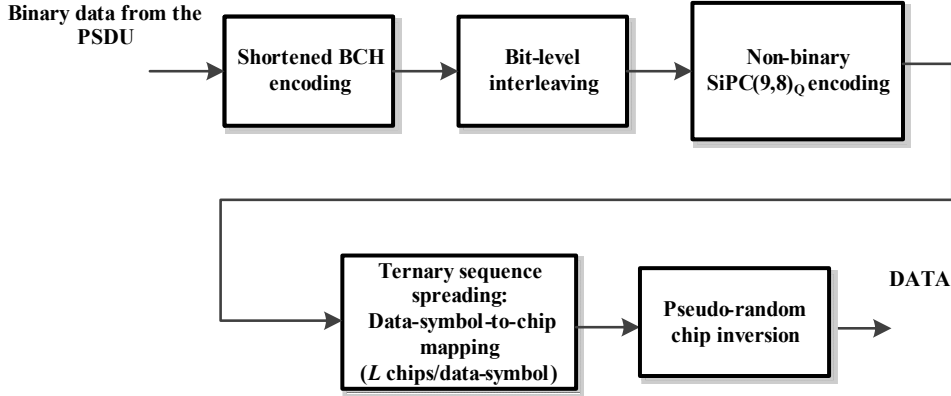 Binary data from the
PSDU
Shortened BCH
encoding
Bit-level
interleaving
Non-binary
SiPC(9,8)Q encoding
Ternary sequence
spreading:
Data-symbol-to-chip
mapping
(L chips/data-symbol)
Pseudo-random
chip inversion
DATA